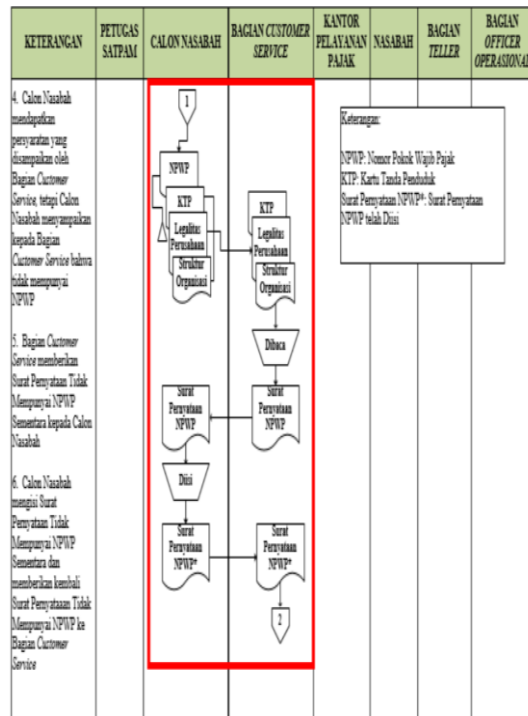 KETERANGAN
PETUGAS
SATPAM
CALON NASABAH
BAGIAN CUSTOMER
SERVICE
KANTOR
PELAYANAN
PAJAK
NASABAH
BAGIAN
TELLER
BAGIAN
OFFICER
OPERASIONAL
4. Calon Nasabah
mendapatkan
persyaratan yang
disampaikan oleh
Bagian Customer
Service, tetapi Calon
Nasabah menyampaikan
kepada Bagian
Customer Service bahwa
tidak mempunyai
NPWP
5. Bagian Customer
Service memberikan
Surat Pernyataan Tidak
Mempunyai NPWP
Sementara kepada Calon
Nasabah
6. Calon Nasabah
mengisi Surat
Pernyataan Tidak
Mempunyai NPWP
Sementara dan
memberikan kembali
Surat Pernyataaan Tidak
Mempunyai NPWP ke
Bagian Customer
Service
1
NPWP
KTP
Legalitas
Perusahaan
Struktur
Organisasi
Surat
Pernyataan
NPWP
Diisi
Surat
Pernyataan
NPWP*
KTP
Legalitas
Perusahaan
Struktur
Organisasi
Dibaca
Surat
Pernyataan
NPWP
Surat
Pernyataan
NPWP*
2
Keterangan:
NPWP: Nomor Pokok Wajib Pajak
KTP: Kartu Tanda Penduduk
Surat Pernyataan NPWP*: Surat Pernyataan
NPWP telah Diisi